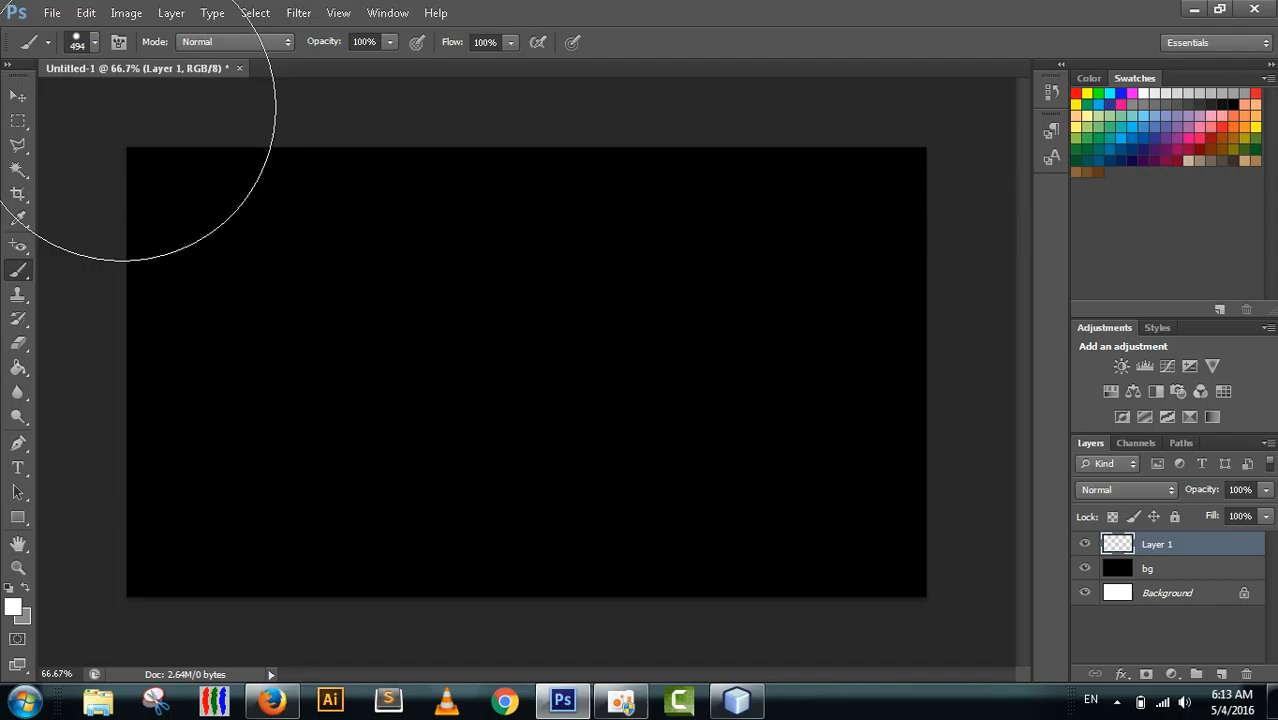 Ps File Edit Image Layer Type Select Filter View Window Help
494 Mode: Normal Opacity: 100% Flow: 100% Essentials
Untitled-1 @ 66.7% (Layer 1, RGB/8) * ×
Color Swatches
Adjustments Styles
Add an adjustment
Layers Channels Paths
Kind
Normal Opacity: 100%
Lock: Fill: 100%
Layer 1
bg
Background
66.67% Doc: 2.64M/0 bytes
Ai S Ps EN 6:13 AM
5/4/2016